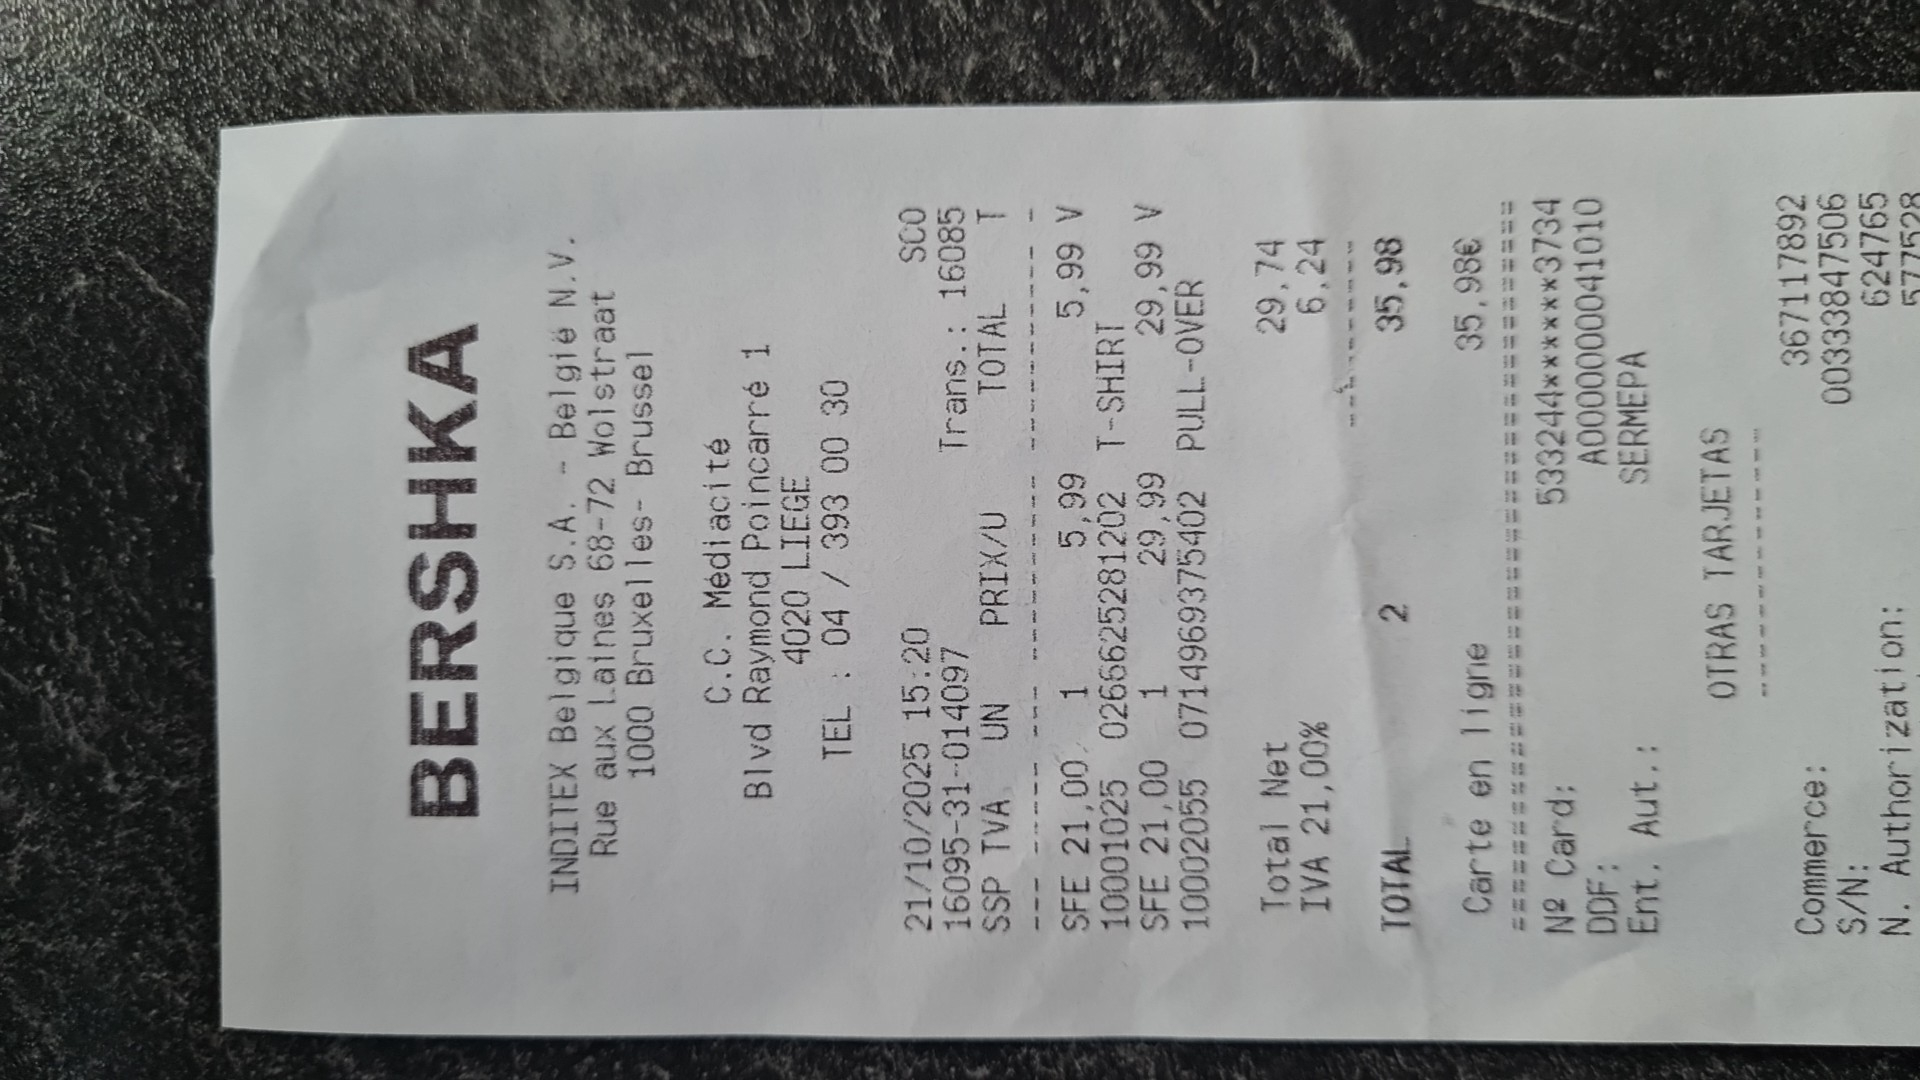 BERSHKA
INDITEX Belgique S.A. - België N.V.
Rue aux Laines 68-72 Wolstraat
1000 Bruxelles- Brussel
C.C. Médiacité
Blvd Raymond Poincarré 1
4020 LIEGE
TEL : 04 / 393 00 30
21/10/2025 15:20 SCO
16095-31-014097 Trans.: 16085
SSP TVA UN PRIX/U TOTAL T
--- ------ --- --------- --------- -
SFE 21,00 1 5,99 5,99 V
10001025 02666255281202 T-SHIRT
SFE 21,00 1 29,99 29,99 V
10002055 07149693754​02 PULL-OVER
Total Net 29,74
IVA 21,00% 6,24
---------
TOTAL 2 35,98
Carte en ligne 35,98€
======================================
Nº Card: 533244******3734
DDF: A0000000041010
Ent. Aut.: SERMEPA
OTRAS TARJETAS
--------------
Commerce: 367117892
S/N: 00333847506
N. Authorization: 624765
577528